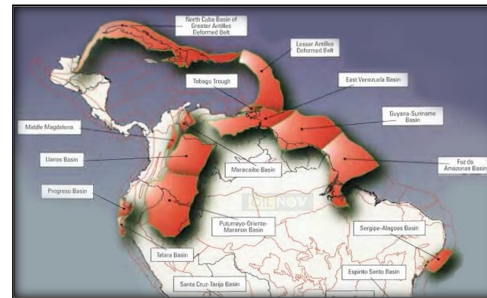 North Cuba Basin of
Greater Antilles
Deformed Belt
Lesser Antilles
Deformed Belt
Tobago Trough
East Venezuela Basin
Guyana-Suriname
Basin
Middle Magdalena
Llanos Basin
Maracaibo Basin
Foz do
Amazonas Basin
Progreso Basin
Putumayo-Oriente-
Maranon Basin
Talara Basin
Sergipe-Alagoas Basin
Santa Cruz-Tarija Basin
Espirito Santo Basin